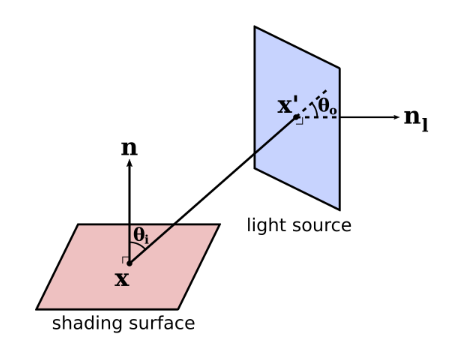 x'
θo
nl
n
light source
θi
x
shading surface